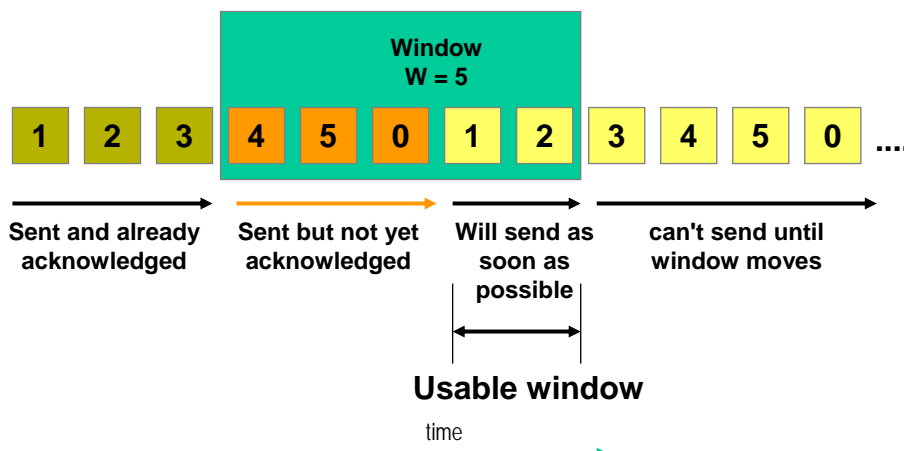 Window
W = 5
1 2 3 4 5 0 1 2 3 4 5 0 ....
Sent and already
acknowledged
Sent but not yet
acknowledged
Will send as
soon as
possible
can't send until
window moves
Usable window
time